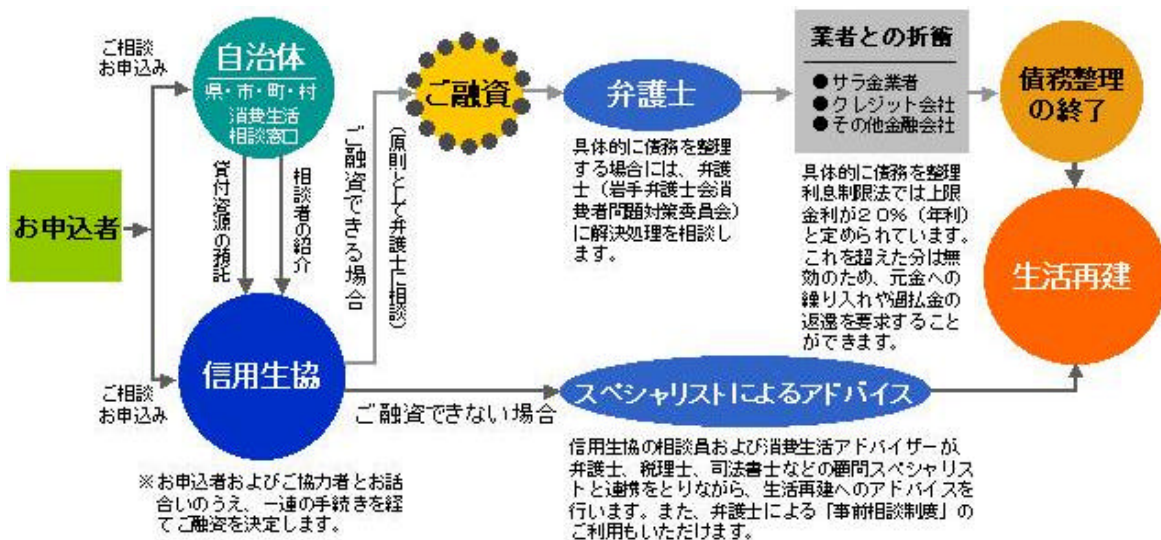 お申込者
ご相談
お申込み
自治体
県・市・町・村
消費生活
相談窓口
貸付資源の預託
相談者の紹介
ご相談
お申込み
信用生協
※お申込者およびご協力者とお話
合いのうえ、一連の手続きを経
てご融資を決定します。
ご融資できる場合
(原則として弁護士に相談)
ご融資
弁護士
具体的に債務を整理
する場合には、弁護
士（岩手弁護士会消
費者問題対策委員会）
に解決処理を相談し
ます。
業者との折衝
●サラ金業者
●クレジット会社
●その他金融会社
具体的に債務を整理
利息制限法では上限
金利が20%（年利）
と定められています。
これを超えた分は無
効のため、元金への
繰り入れや過払金の
返還を要求すること
ができます。
債務整理
の終了
生活再建
ご融資できない場合
スペシャリストによるアドバイス
信用生協の相談員および消費生活アドバイザーが、
弁護士、税理士、司法書士などの顧問スペシャリス
トと連携をとりながら、生活再建へのアドバイスを
行います。また、弁護士による「事前相談制度」の
ご利用もいただけます。